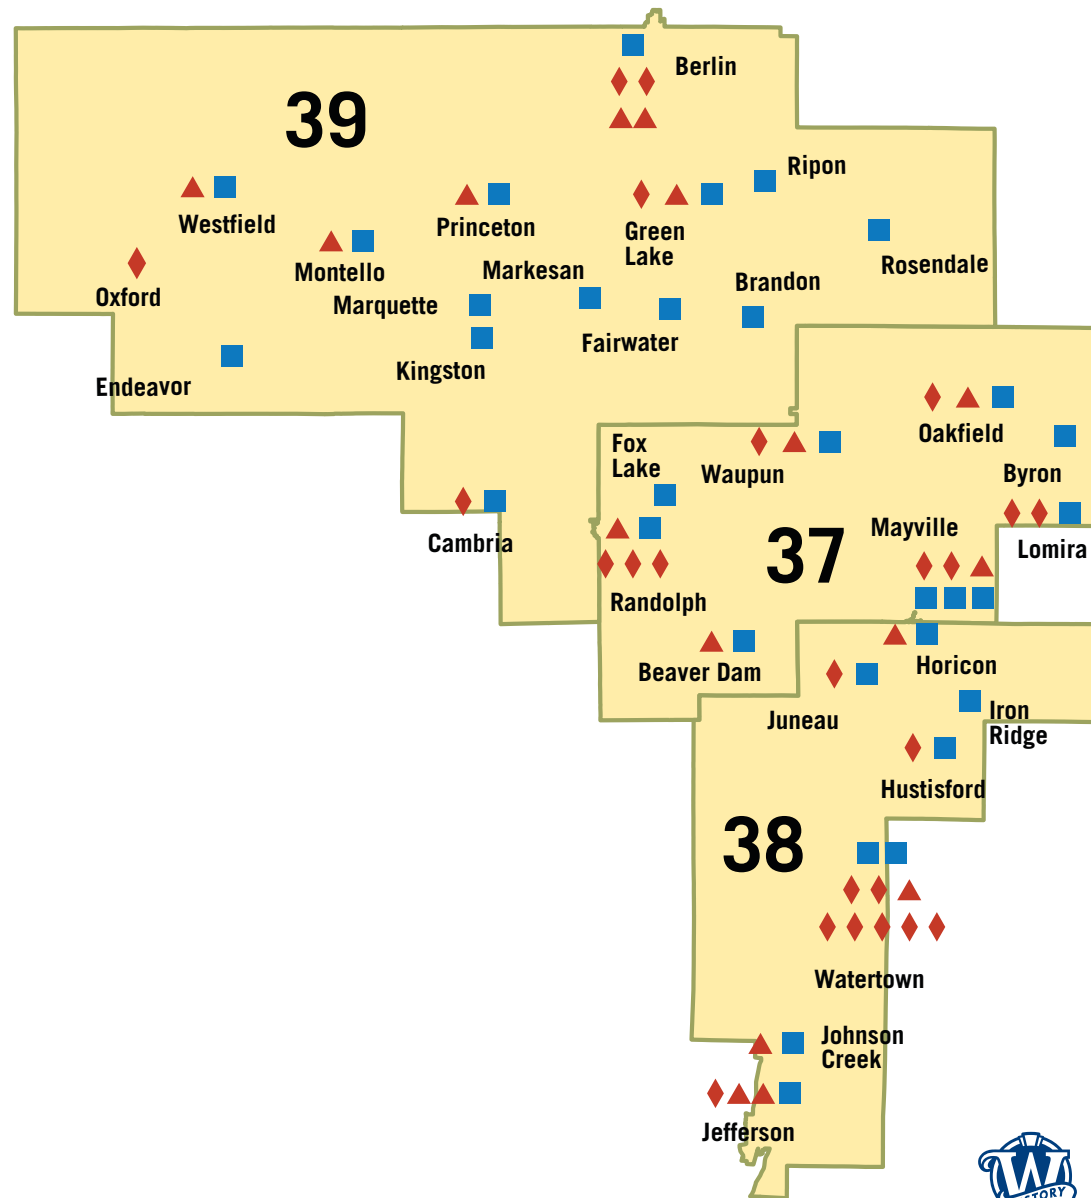 Berlin
39
Ripon
Westfield
Princeton
Green
Lake
Rosendale
Montello
Markesan
Oxford
Marquette
Brandon
Fairwater
Kingston
Endeavor
Oakfield
Fox
Lake
Waupun
Byron
Cambria
37
Mayville
Lomira
Randolph
Beaver Dam
Horicon
Juneau
Iron
Ridge
Hustisford
38
Watertown
Johnson
Creek
Jefferson
W